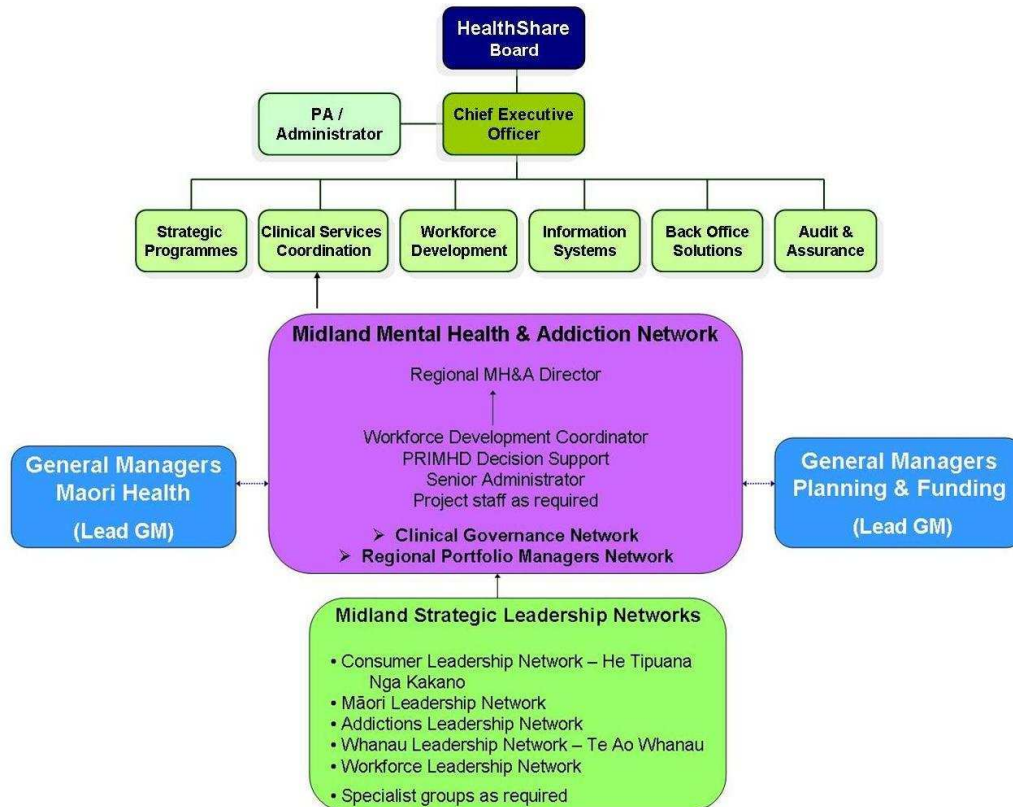 HealthShare
Board
PA /
Administrator
Chief Executive
Officer
Strategic
Programmes
Clinical Services
Coordination
Workforce
Development
Information
Systems
Back Office
Solutions
Audit &
Assurance
Midland Mental Health & Addiction Network
Regional MH&A Director
Workforce Development Coordinator
PRIMHD Decision Support
Senior Administrator
Project staff as required
➢ Clinical Governance Network
➢ Regional Portfolio Managers Network
General Managers
Maori Health
(Lead GM)
General Managers
Planning & Funding
(Lead GM)
Midland Strategic Leadership Networks
• Consumer Leadership Network – He Tipuana
Nga Kakano
• Māori Leadership Network
• Addictions Leadership Network
• Whanau Leadership Network – Te Ao Whanau
• Workforce Leadership Network
• Specialist groups as required